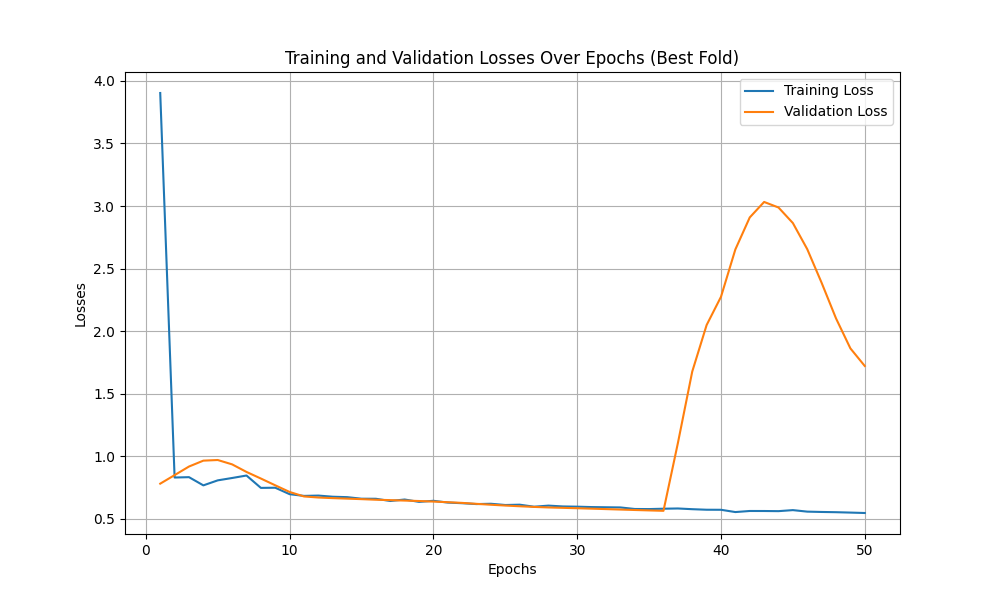 Training and Validation Losses Over Epochs (Best Fold)
Training Loss
Validation Loss
4.0
3.5
3.0
2.5
2.0
1.5
1.0
0.5
Losses
0 10 20 30 40 50
Epochs